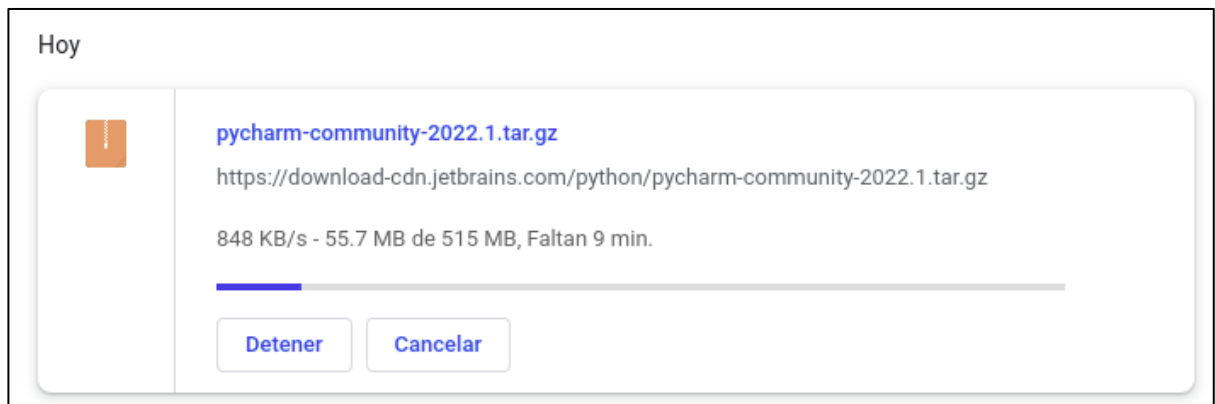 Hoy
pycharm-community-2022.1.tar.gz
https://download-cdn.jetbrains.com/python/pycharm-community-2022.1.tar.gz
848 KB/s - 55.7 MB de 515 MB, Faltan 9 min.
Detener Cancelar